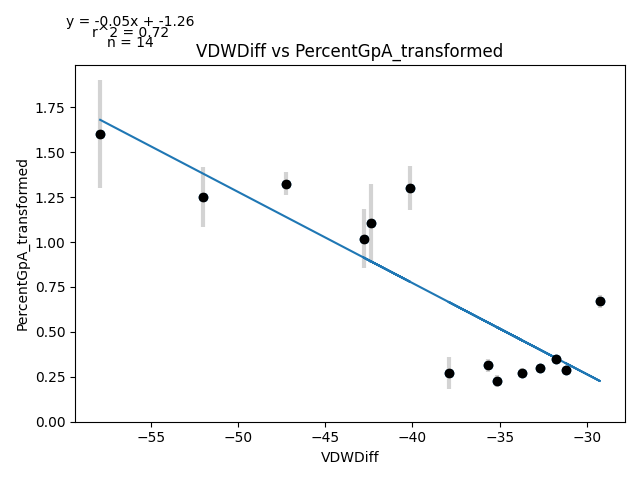 y = -0.05x + -1.26
r^2 = 0.72
n = 14
VDWDiff vs PercentGpA_transformed
PercentGpA_transformed
1.75
1.50
1.25
1.00
0.75
0.50
0.25
0.00
−55
−50
−45
−40
−35
−30
VDWDiff